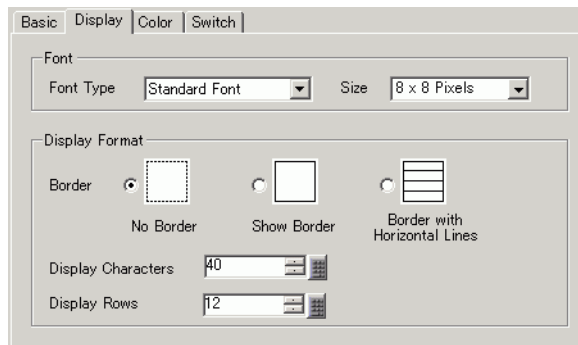 Basic Display Color Switch
Font
Font Type Standard Font Size 8 x 8 Pixels
Display Format
Border
No Border Show Border Border with
Horizontal Lines
Display Characters 40
Display Rows 12